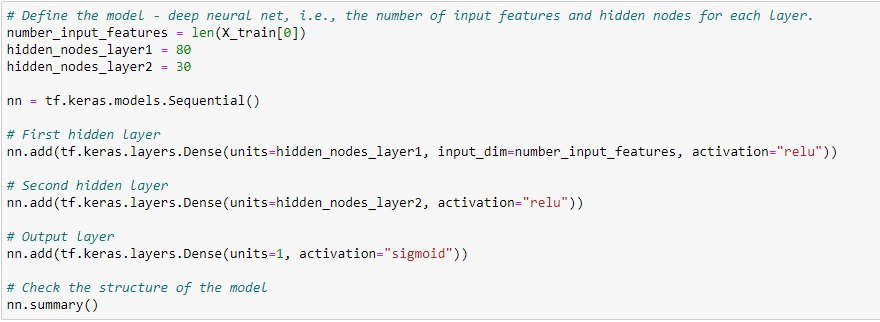 # Define the model - deep neural net, i.e., the number of input features and hidden nodes for each layer.
number_input_features = len(X_train[0])
hidden_nodes_layer1 = 80
hidden_nodes_layer2 = 30
nn = tf.keras.models.Sequential()
# First hidden layer
nn.add(tf.keras.layers.Dense(units=hidden_nodes_layer1, input_dim=number_input_features, activation="relu"))
# Second hidden layer
nn.add(tf.keras.layers.Dense(units=hidden_nodes_layer2, activation="relu"))
# Output layer
nn.add(tf.keras.layers.Dense(units=1, activation="sigmoid"))
# Check the structure of the model
nn.summary()